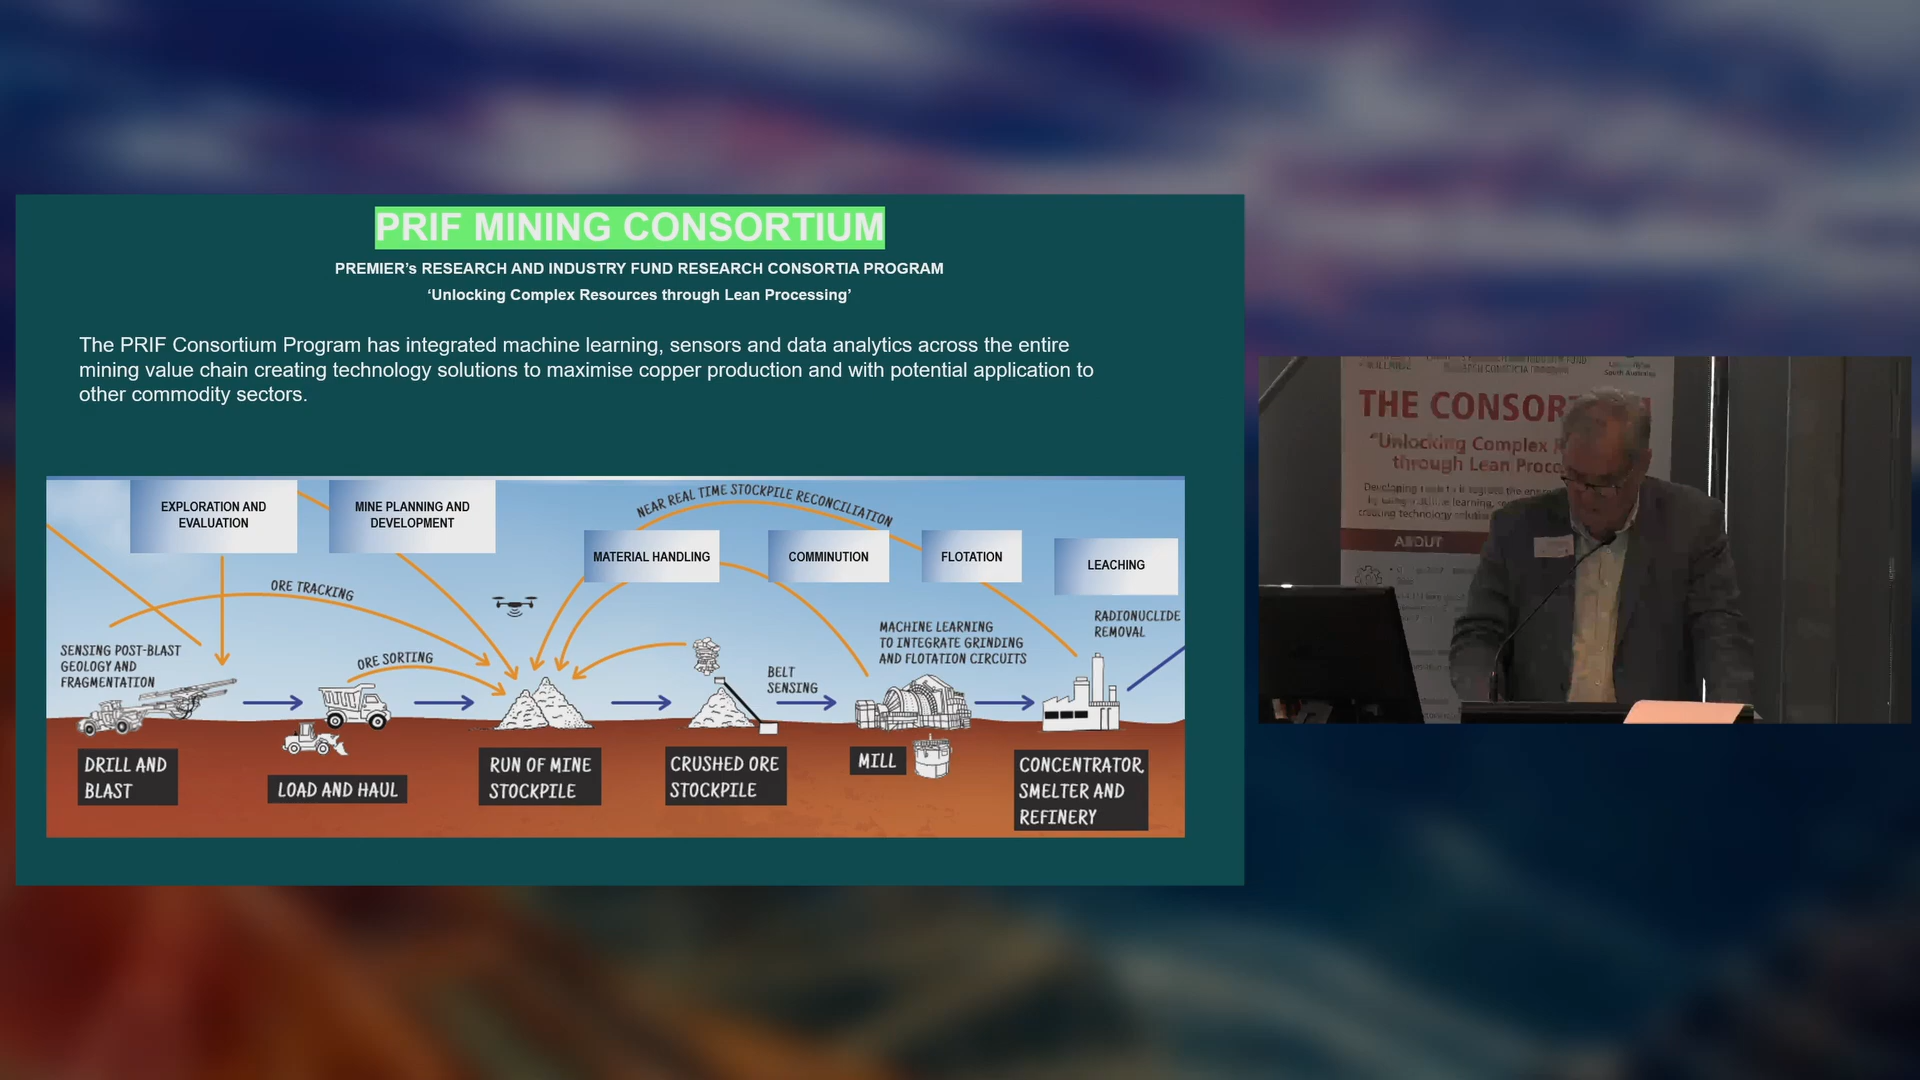 PRIF MINING CONSORTIUM
PREMIER’s RESEARCH AND INDUSTRY FUND RESEARCH CONSORTIA PROGRAM
‘Unlocking Complex Resources through Lean Processing’
The PRIF Consortium Program has integrated machine learning, sensors and data analytics across the entire
mining value chain creating technology solutions to maximise copper production and with potential application to
other commodity sectors.
EXPLORATION AND
EVALUATION
MINE PLANNING AND
DEVELOPMENT
NEAR REAL TIME STOCKPILE RECONCILIATION
MATERIAL HANDLING
COMMINUTION
FLOTATION
LEACHING
ORE TRACKING
RADIONUCLIDE
REMOVAL
MACHINE LEARNING
TO INTEGRATE GRINDING
AND FLOTATION CIRCUITS
SENSING POST-BLAST
GEOLOGY AND
FRAGMENTATION
ORE SORTING
BELT
SENSING
DRILL AND
BLAST
LOAD AND HAUL
RUN OF MINE
STOCKPILE
CRUSHED ORE
STOCKPILE
MILL
CONCENTRATOR,
SMELTER AND
REFINERY
RESEARCH CONSORTIA PROGRAM
South Australia
THE CONSOR
“Unlocking Complex
through Lean Proce
ABOUT